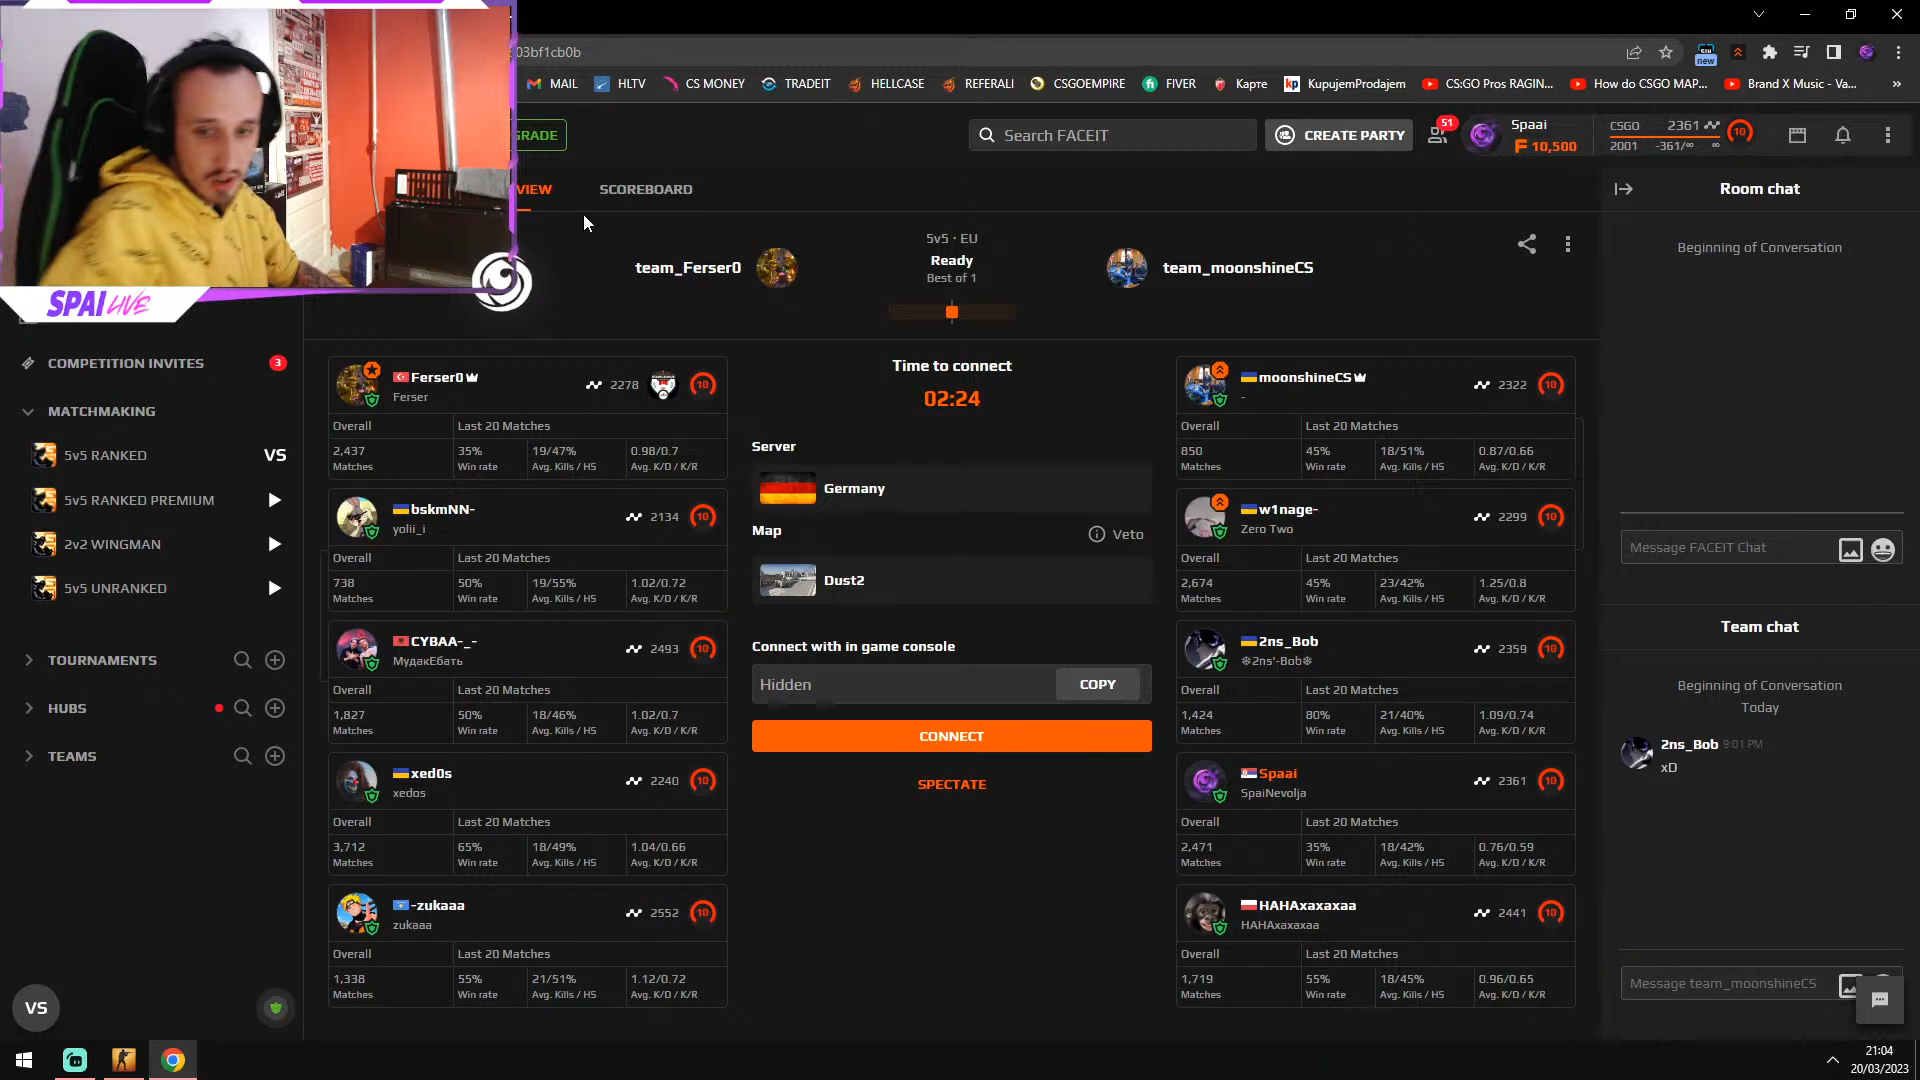 03bf1cb0b
new
MAIL
HLTV
CS MONEY
TRADEIT
HELLCASE
REFERALI
CSGOEMPIRE
FIVER
Карте
KupujemProdajem
CS:GO Pros RAGIN...
How do CSGO MAP...
Brand X Music - Va...
»
GRADE
Search FACEIT
CREATE PARTY
51
Spaai
10,500
CSGO 2361 10
2001 -361/∞ ∞
VIEW
SCOREBOARD
Room chat
Beginning of Conversation
team_Ferser0
5v5 · EU
Ready
Best of 1
team_moonshineCS
SPAI LIVE
COMPETITION INVITES 3
MATCHMAKING
5v5 RANKED VS
5v5 RANKED PREMIUM
2v2 WINGMAN
5v5 UNRANKED
TOURNAMENTS
HUBS
TEAMS
VS
Ferser0 2278 10
Ferser
Overall Last 20 Matches
2,437 35% 19/47% 0.98/0.7
Matches Win rate Avg. Kills / HS Avg. K/D / K/R
bskmNN- 2134 10
yolii_i
Overall Last 20 Matches
738 50% 19/55% 1.02/0.72
Matches Win rate Avg. Kills / HS Avg. K/D / K/R
CYBAA-_- 2493 10
МудакЕбать
Overall Last 20 Matches
1,827 50% 18/46% 1.02/0.7
Matches Win rate Avg. Kills / HS Avg. K/D / K/R
xed0s 2240 10
xedos
Overall Last 20 Matches
3,712 65% 18/49% 1.04/0.66
Matches Win rate Avg. Kills / HS Avg. K/D / K/R
-zukaaa 2552 10
zukaaa
Overall Last 20 Matches
1,338 55% 21/51% 1.12/0.72
Matches Win rate Avg. Kills / HS Avg. K/D / K/R
Time to connect
02:24
Server
Germany
Map
Veto
Dust2
Connect with in game console
Hidden
COPY
CONNECT
SPECTATE
moonshineCS 2322 10
-
Overall Last 20 Matches
850 45% 18/51% 0.87/0.66
Matches Win rate Avg. Kills / HS Avg. K/D / K/R
w1nage- 2299 10
Zero Two
Overall Last 20 Matches
2,674 45% 23/42% 1.25/0.8
Matches Win rate Avg. Kills / HS Avg. K/D / K/R
2ns_Bob 2359 10
❄2ns'-Bob❄
Overall Last 20 Matches
1,424 80% 21/40% 1.09/0.74
Matches Win rate Avg. Kills / HS Avg. K/D / K/R
Spaai 2361 10
SpaiNevolja
Overall Last 20 Matches
2,471 35% 18/42% 0.76/0.59
Matches Win rate Avg. Kills / HS Avg. K/D / K/R
HAHAxaxaxaa 2441 10
HAHAxaxaxaa
Overall Last 20 Matches
1,719 55% 18/45% 0.96/0.65
Matches Win rate Avg. Kills / HS Avg. K/D / K/R
Message FACEIT Chat
Team chat
Beginning of Conversation
Today
2ns_Bob 9:01 PM
xD
Message team_moonshineCS
21:04
20/03/2023